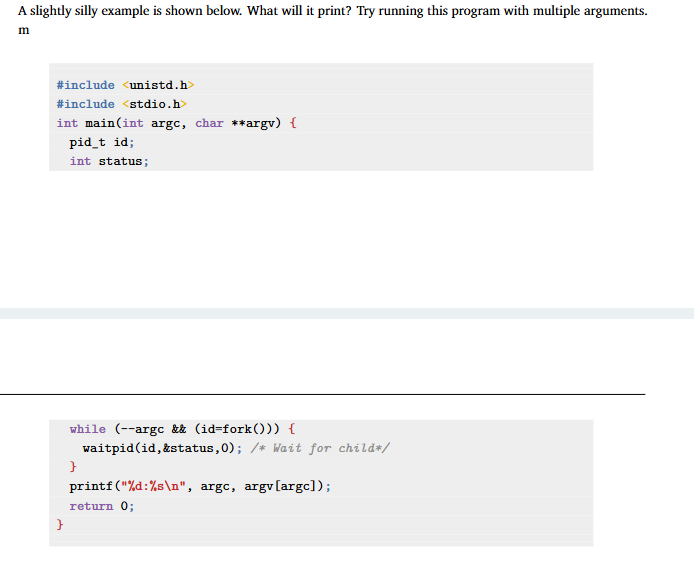 A slightly silly example is shown below. What will it print? Try running this program with multiple arguments.
m
#include <unistd.h>
#include <stdio.h>
int main(int argc, char **argv) {
  pid_t id;
  int status;
  while (--argc && (id=fork())) {
    waitpid(id,&status,0); /* Wait for child*/
  }
  printf("%d:%s\n", argc, argv[argc]);
  return 0;
}